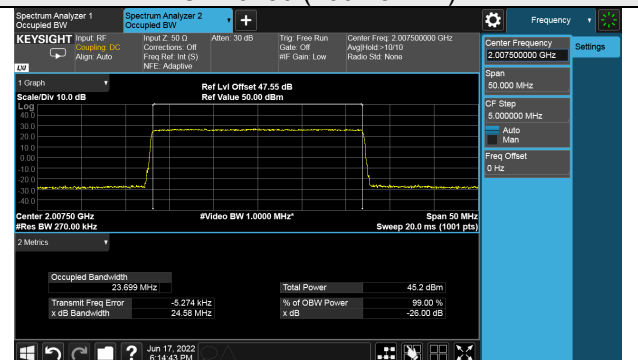 Spectrum Analyzer 1
Occupied BW
Spectrum Analyzer 2
Occupied BW
Frequency
KEYSIGHT
Input: RF
Coupling: DC
Align: Auto
Input Z: 50 Ω
Corrections: Off
Freq Ref: Int (S)
NFE: Adaptive
Atten: 30 dB
Trig: Free Run
Gate: Off
#IF Gain: Low
Center Freq: 2.007500000 GHz
Avg|Hold:>10/10
Radio Std: None
Center Frequency
2.007500000 GHz
Settings
Span
50.000 MHz
CF Step
5.000000 MHz
Auto
Man
Freq Offset
0 Hz
1 Graph
Scale/Div 10.0 dB
Ref Lvl Offset 47.55 dB
Ref Value 50.00 dBm
Log
40.0
30.0
20.0
10.0
0.00
-10.0
-20.0
-30.0
-40.0
Center 2.00750 GHz
#Video BW 1.0000 MHz*
Span 50 MHz
#Res BW 270.00 kHz
Sweep 20.0 ms (1001 pts)
2 Metrics
Occupied Bandwidth
23.699 MHz
Total Power 45.2 dBm
Transmit Freq Error -5.274 kHz
% of OBW Power 99.00 %
x dB Bandwidth 24.58 MHz
x dB -26.00 dB
Jun 17, 2022
6:14:43 PM